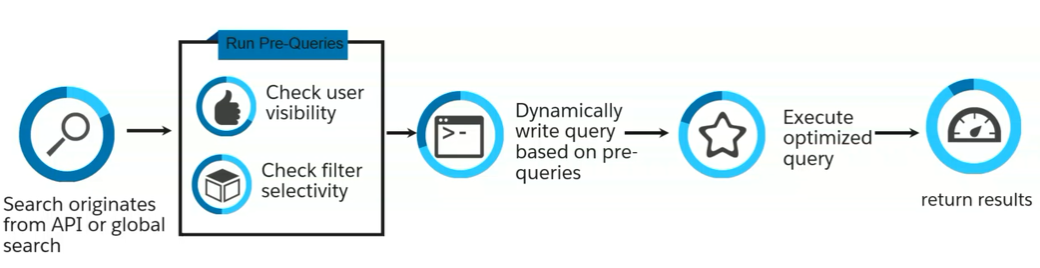 Run Pre-Queries
Check user
visibility
Check filter
selectivity
Search originates
from API or global
search
>-
Dynamically
write query
based on pre-
queries
Execute
optimized
query
return results